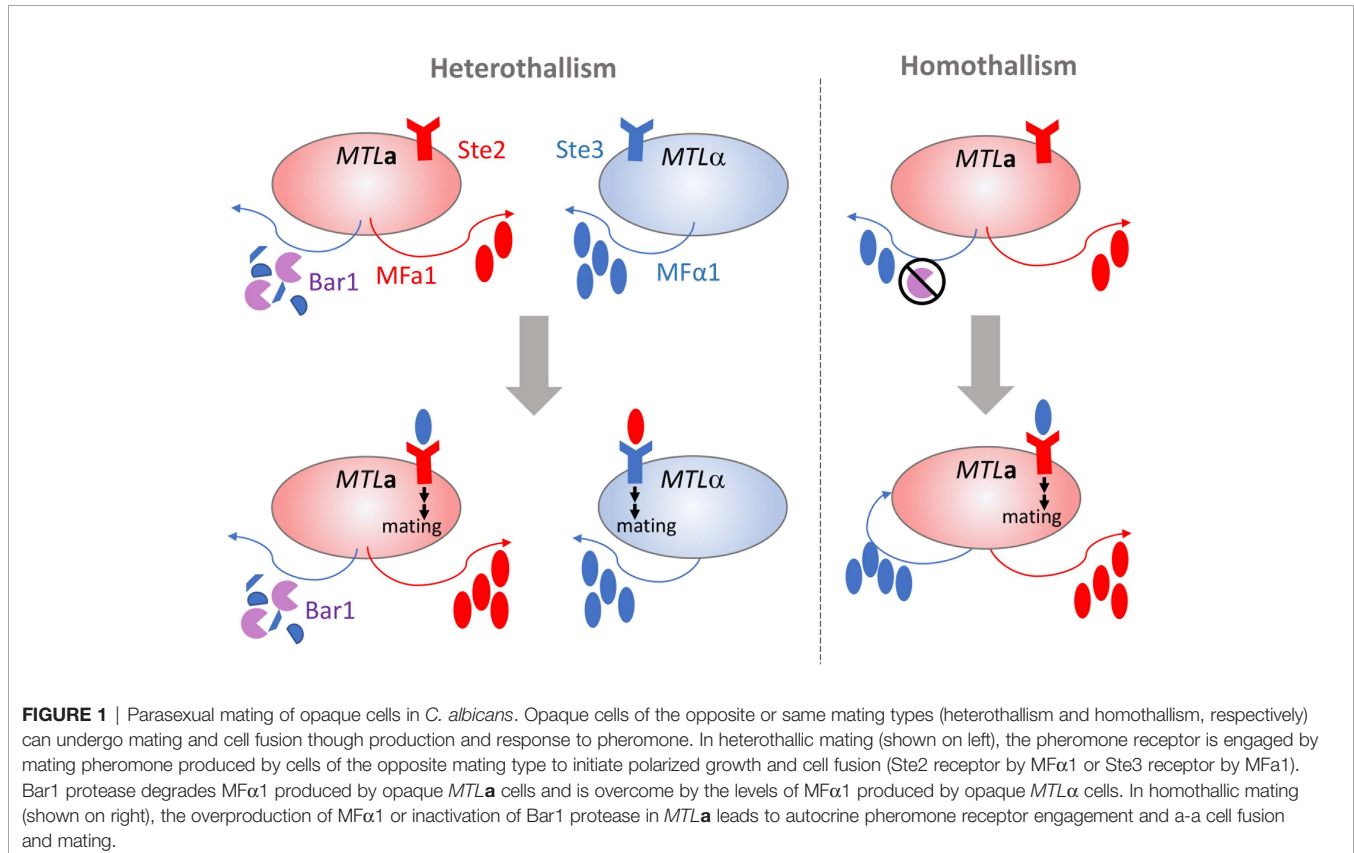 Heterothallism
Homothallism
MTLa
Ste2
Ste3
MTLα
MTLa
Bar1
MFa1
MFα1
MTLa
mating
MTLα
mating
MTLa
mating
Bar1
FIGURE 1 | Parasexual mating of opaque cells in C. albicans. Opaque cells of the opposite or same mating types (heterothallism and homothallism, respectively)
can undergo mating and cell fusion though production and response to pheromone. In heterothallic mating (shown on left), the pheromone receptor is engaged by
mating pheromone produced by cells of the opposite mating type to initiate polarized growth and cell fusion (Ste2 receptor by MFα1 or Ste3 receptor by MFa1).
Bar1 protease degrades MFα1 produced by opaque MTLa cells and is overcome by the levels of MFα1 produced by opaque MTLα cells. In homothallic mating
(shown on right), the overproduction of MFα1 or inactivation of Bar1 protease in MTLa leads to autocrine pheromone receptor engagement and a-a cell fusion
and mating.